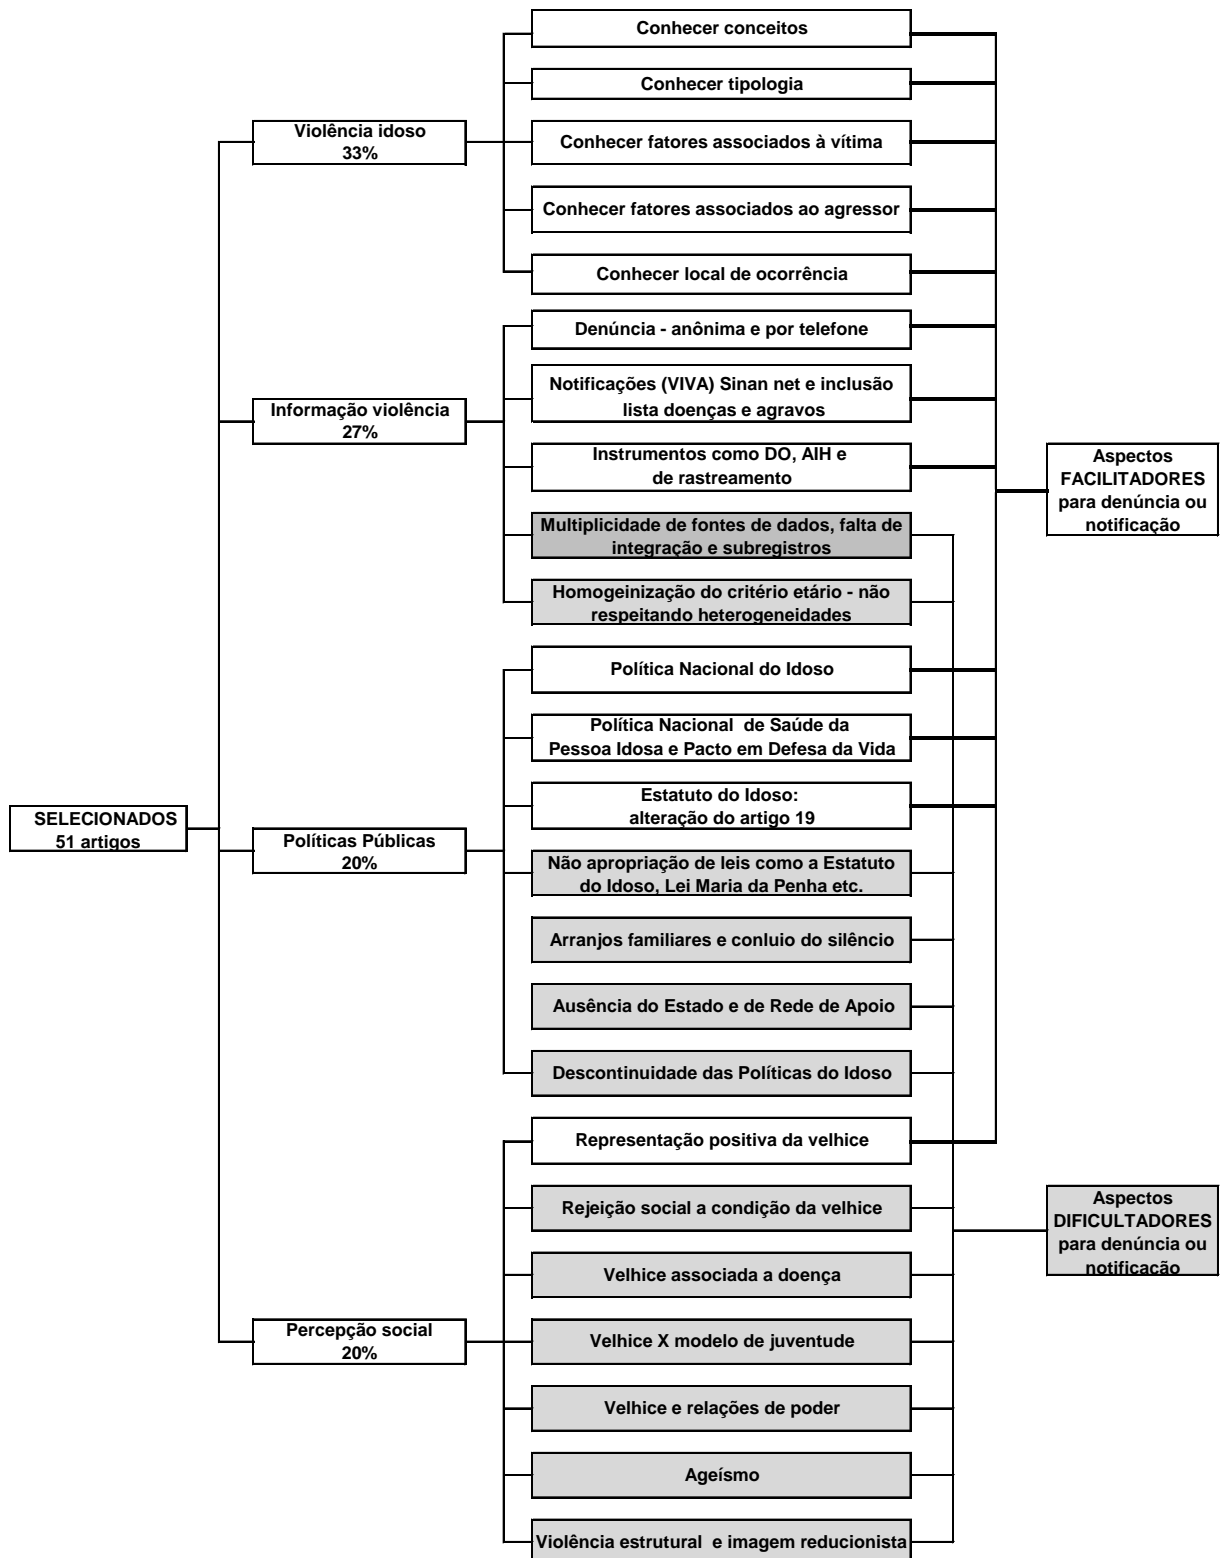 Conhecer conceitos
Conhecer tipologia
Violência idoso
33%
Conhecer fatores associados à vítima
Conhecer fatores associados ao agressor
Conhecer local de ocorrência
Denúncia - anônima e por telefone
Informação violência
27%
Notificações (VIVA) Sinan net e inclusão
lista doenças e agravos
Instrumentos como DO, AIH e
de rastreamento
Multiplicidade de fontes de dados, falta de
integração e subregistros
Homogeinização do critério etário - não
respeitando heterogeneidades
Aspectos
FACILITADORES
para denúncia ou
notificação
Política Nacional do Idoso
Política Nacional de Saúde da
Pessoa Idosa e Pacto em Defesa da Vida
Estatuto do Idoso:
alteração do artigo 19
SELECIONADOS
51 artigos
Políticas Públicas
20%
Não apropriação de leis como a Estatuto
do Idoso, Lei Maria da Penha etc.
Arranjos familiares e conluio do silêncio
Ausência do Estado e de Rede de Apoio
Descontinuidade das Políticas do Idoso
Representação positiva da velhice
Rejeição social a condição da velhice
Velhice associada a doença
Percepção social
20%
Velhice X modelo de juventude
Velhice e relações de poder
Ageísmo
Violência estrutural e imagem reducionista
Aspectos
DIFICULTADORES
para denúncia ou
notificação